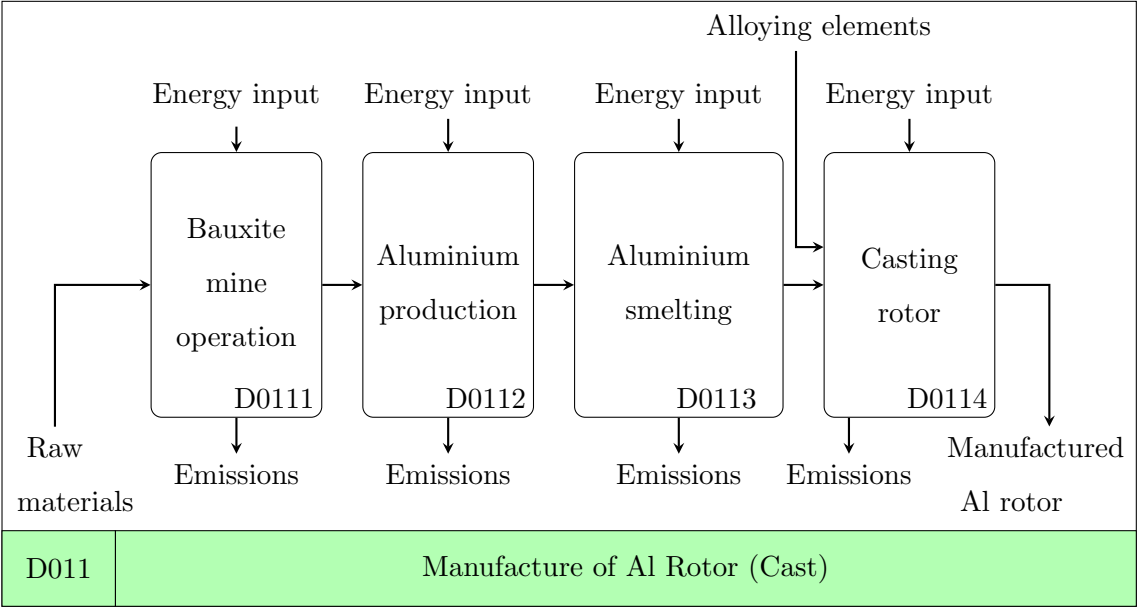 Alloying elements
Energy input
Energy input
Energy input
Energy input
Bauxite
mine
operation
D0111
Aluminium
production
D0112
Aluminium
smelting
D0113
Casting
rotor
D0114
Raw
materials
Emissions
Emissions
Emissions
Emissions
Manufactured
Al rotor
D011
Manufacture of Al Rotor (Cast)